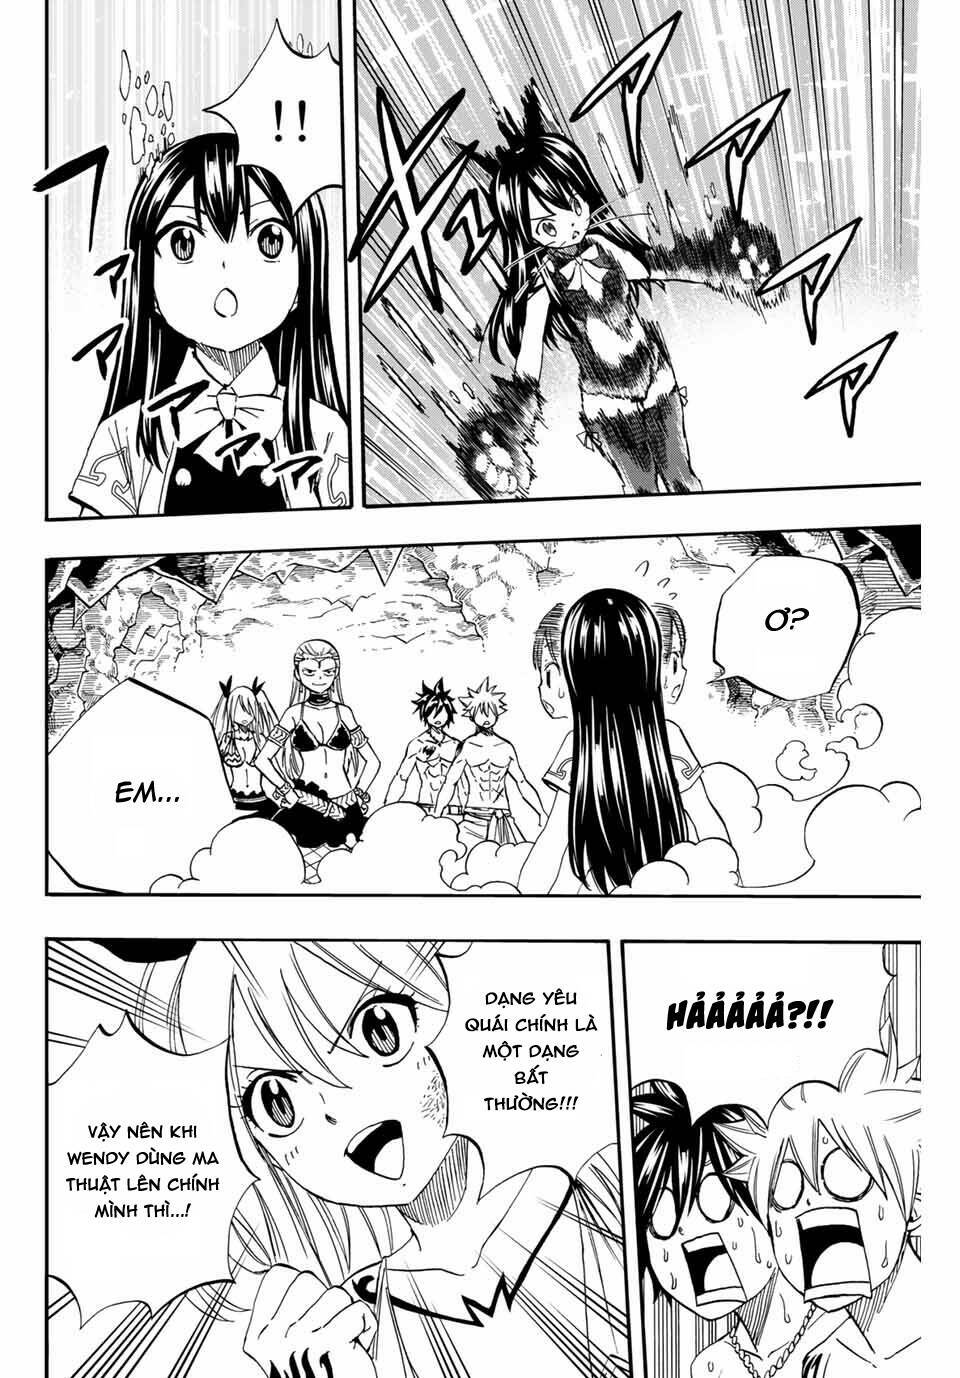 !!
Ơ?
EM...
HẢẢẢẢẢ?!!
DẠNG YÊU
QUÁI CHÍNH LÀ
MỘT DẠNG
BẤT
THƯỜNG!!!
VẬY NÊN KHI
WENDY DÙNG MA
THUẬT LÊN CHÍNH
MÌNH THÌ...!